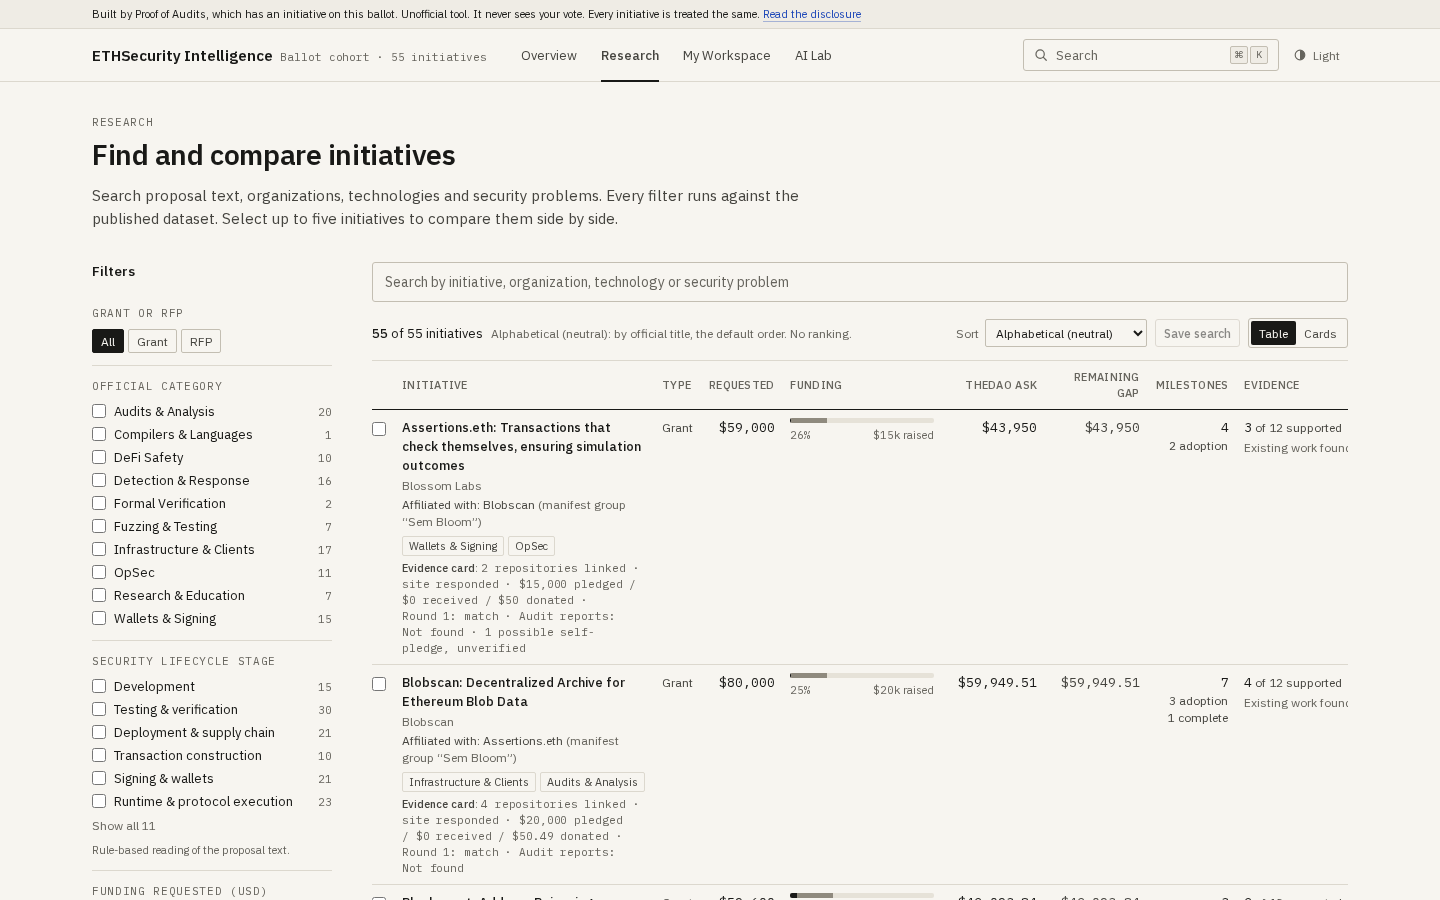 Built by Proof of Audits, which has an initiative on this ballot. Unofficial tool. It never sees your vote. Every initiative is treated the same. Read the disclosure
ETHSecurity Intelligence Ballot cohort · 55 initiatives Overview Research My Workspace AI Lab Search ⌘ K Light
RESEARCH
Find and compare initiatives
Search proposal text, organizations, technologies and security problems. Every filter runs against the
published dataset. Select up to five initiatives to compare them side by side.
Filters
GRANT OR RFP
All Grant RFP
OFFICIAL CATEGORY
Audits & Analysis 20
Compilers & Languages 1
DeFi Safety 10
Detection & Response 16
Formal Verification 2
Fuzzing & Testing 7
Infrastructure & Clients 17
OpSec 11
Research & Education 7
Wallets & Signing 15
SECURITY LIFECYCLE STAGE
Development 15
Testing & verification 30
Deployment & supply chain 21
Transaction construction 10
Signing & wallets 21
Runtime & protocol execution 23
Show all 11
Rule-based reading of the proposal text.
FUNDING REQUESTED (USD)
Search by initiative, organization, technology or security problem
55 of 55 initiatives Alphabetical (neutral): by official title, the default order. No ranking. Sort Alphabetical (neutral) Save search Table Cards
INITIATIVE TYPE REQUESTED FUNDING THEDAO ASK REMAINING GAP MILESTONES EVIDENCE
Assertions.eth: Transactions that Grant $59,000 26% $15k raised $43,950 $43,950 4 3 of 12 supported
check themselves, ensuring simulation 2 adoption Existing work
outcomes
Blossom Labs
Affiliated with: Blobscan (manifest group
“Sem Bloom”)
Wallets & Signing OpSec
Evidence card: 2 repositories linked ·
site responded · $15,000 pledged /
$0 received / $50 donated ·
Round 1: match · Audit reports:
Not found · 1 possible self-
pledge, unverified
Blobscan: Decentralized Archive for Grant $80,000 25% $20k raised $59,949.51 $59,949.51 7 4 of 12 supported
Ethereum Blob Data 3 adoption Existing work
Blobscan 1 complete
Affiliated with: Assertions.eth (manifest
group “Sem Bloom”)
Infrastructure & Clients Audits & Analysis
Evidence card: 4 repositories linked ·
site responded · $20,000 pledged
/ $0 received / $50.49 donated ·
Round 1: match · Audit reports:
Not found